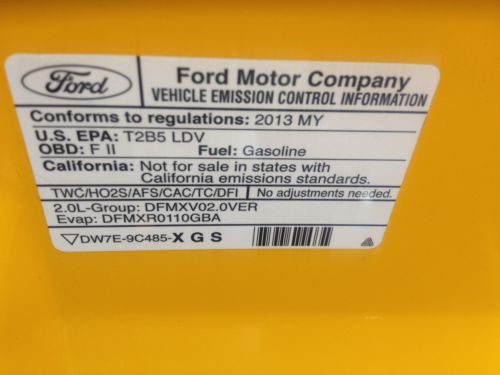 Ford
Ford Motor Company
VEHICLE EMISSION CONTROL INFORMATION
Conforms to regulations: 2013 MY
U.S. EPA: T2B5 LDV
OBD: F II Fuel: Gasoline
California: Not for sale in states with
California emissions standards.
TWC/HO2S/AFS/CAC/TC/DFI No adjustments needed.
2.0L-Group: DFMXV02.0VER
Evap: DFMXR0110GBA
DW7E-9C485-X G S